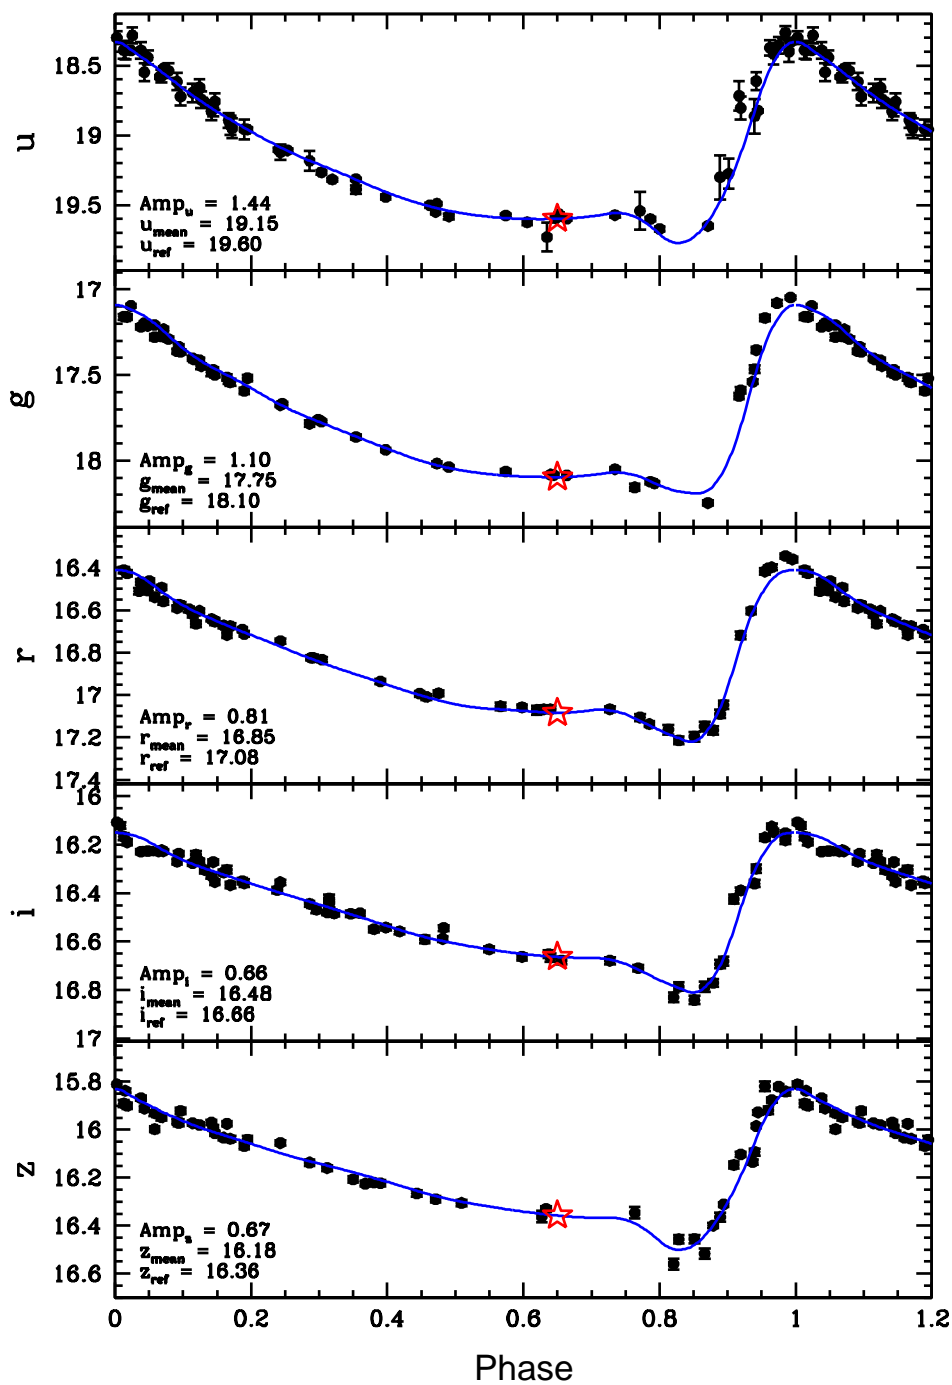 18.5
19
19.5
u
Amp_u = 1.44
u_mean = 19.15
u_ref = 19.60
17
17.5
18
g
Amp_g = 1.10
g_mean = 17.75
g_ref = 18.10
16.4
16.6
16.8
17
17.2
17.4
r
Amp_r = 0.81
r_mean = 16.85
r_ref = 17.08
16
16.2
16.4
16.6
16.8
17
i
Amp_i = 0.66
i_mean = 16.48
i_ref = 16.66
15.8
16
16.2
16.4
16.6
z
Amp_z = 0.67
z_mean = 16.18
z_ref = 16.36
0 0.2 0.4 0.6 0.8 1 1.2
Phase